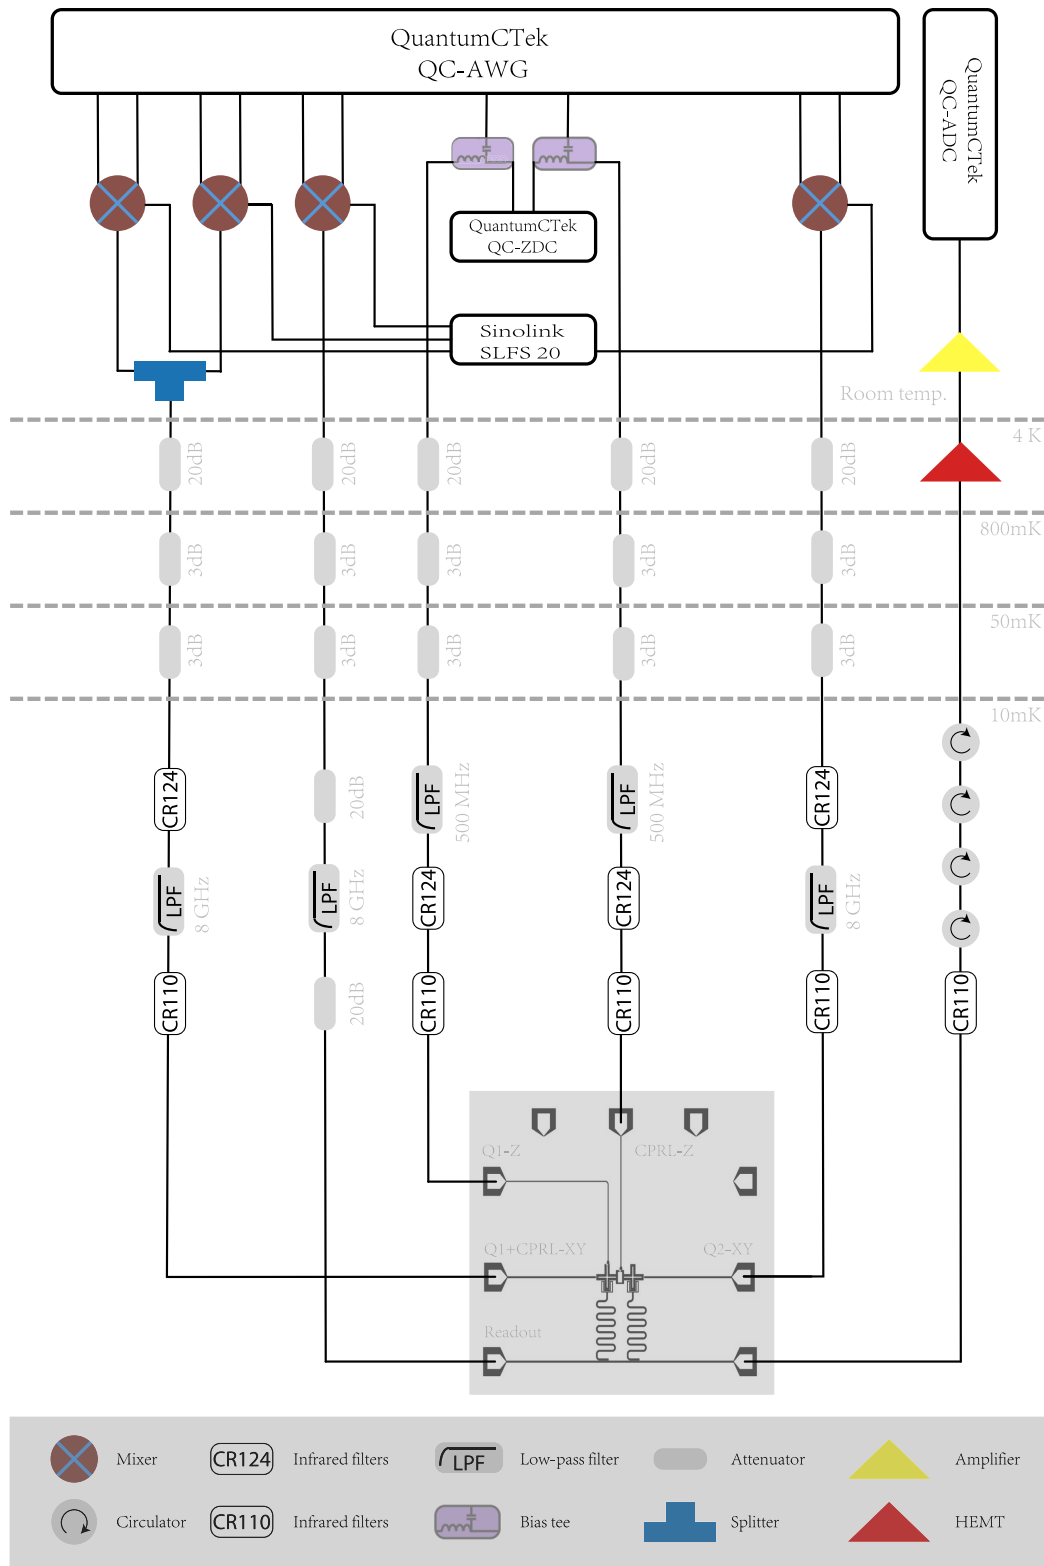 QuantumCTek
QC-AWG
QuantumCTek
QC-ADC
QuantumCTek
QC-ZDC
Sinolink
SLFS 20
Room temp.
4 K
20dB
20dB
20dB
20dB
20dB
800mK
3dB
3dB
3dB
3dB
3dB
50mK
3dB
3dB
3dB
3dB
3dB
10mK
CR124
20dB
LPF
500 MHz
LPF
500 MHz
CR124
LPF
8 GHz
LPF
8 GHz
CR124
CR124
LPF
8 GHz
CR110
20dB
CR110
CR110
CR110
CR110
Q1-Z
CPRL-Z
Q1+CPRL-XY
Q2-XY
Readout
Mixer
CR124
Infrared filters
LPF
Low-pass filter
Attenuator
Amplifier
Circulator
CR110
Infrared filters
Bias tee
Splitter
HEMT